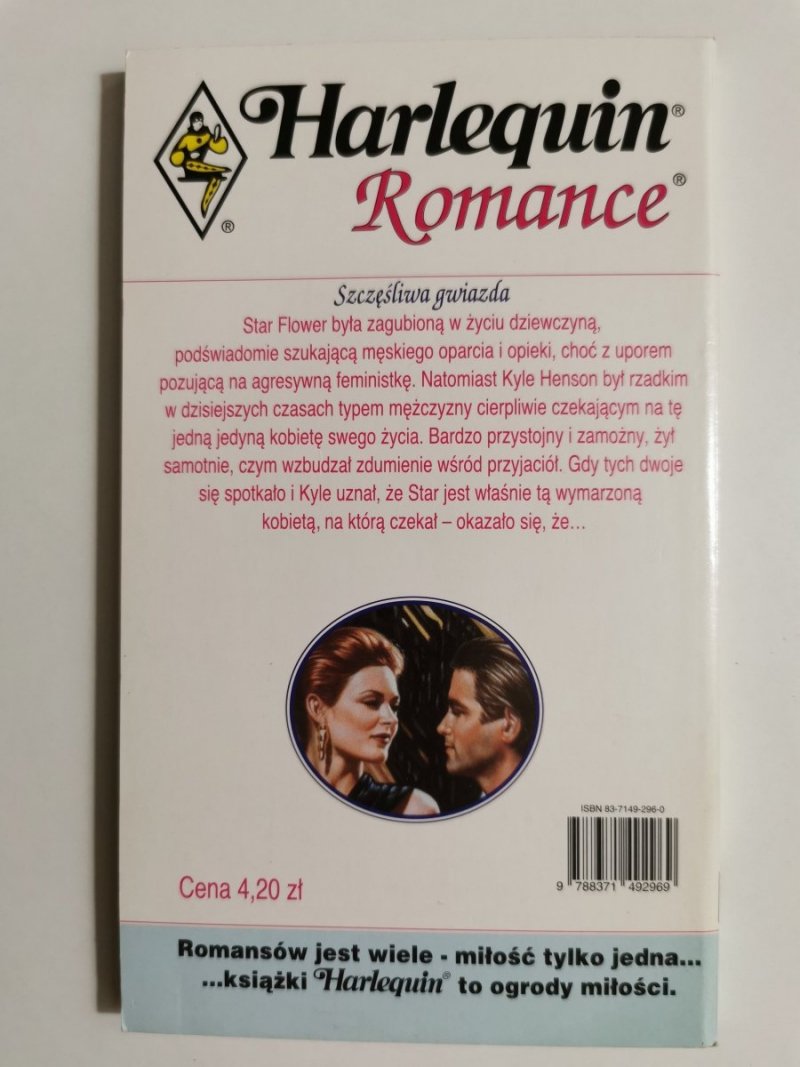 Harlequin®
Romance®
®
Szczęśliwa gwiazda
Star Flower była zagubioną w życiu dziewczyną,
podświadomie szukającą męskiego oparcia i opieki, choć z uporem
pozującą na agresywną feministkę. Natomiast Kyle Henson był rzadkim
w dzisiejszych czasach typem mężczyzny cierpliwie czekającym na tę
jedną jedyną kobietę swego życia. Bardzo przystojny i zamożny, żył
samotnie, czym wzbudzał zdumienie wśród przyjaciół. Gdy tych dwoje
się spotkało i Kyle uznał, że Star jest właśnie tą wymarzoną
kobietą, na którą czekał – okazało się, że...
ISBN 83-7149-296-0
9 788371 492969
Cena 4,20 zł
Romansów jest wiele - miłość tylko jedna...
...książki Harlequin® to ogrody miłości.